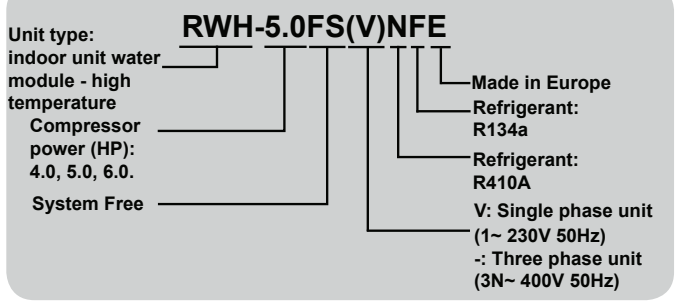 RWH-5.0FS(V)NFE
Unit type:
indoor unit water
module - high
temperature
Compressor
power (HP):
4.0, 5.0, 6.0.
System Free
Made in Europe
Refrigerant:
R134a
Refrigerant:
R410A
V: Single phase unit
(1~ 230V 50Hz)
-: Three phase unit
(3N~ 400V 50Hz)